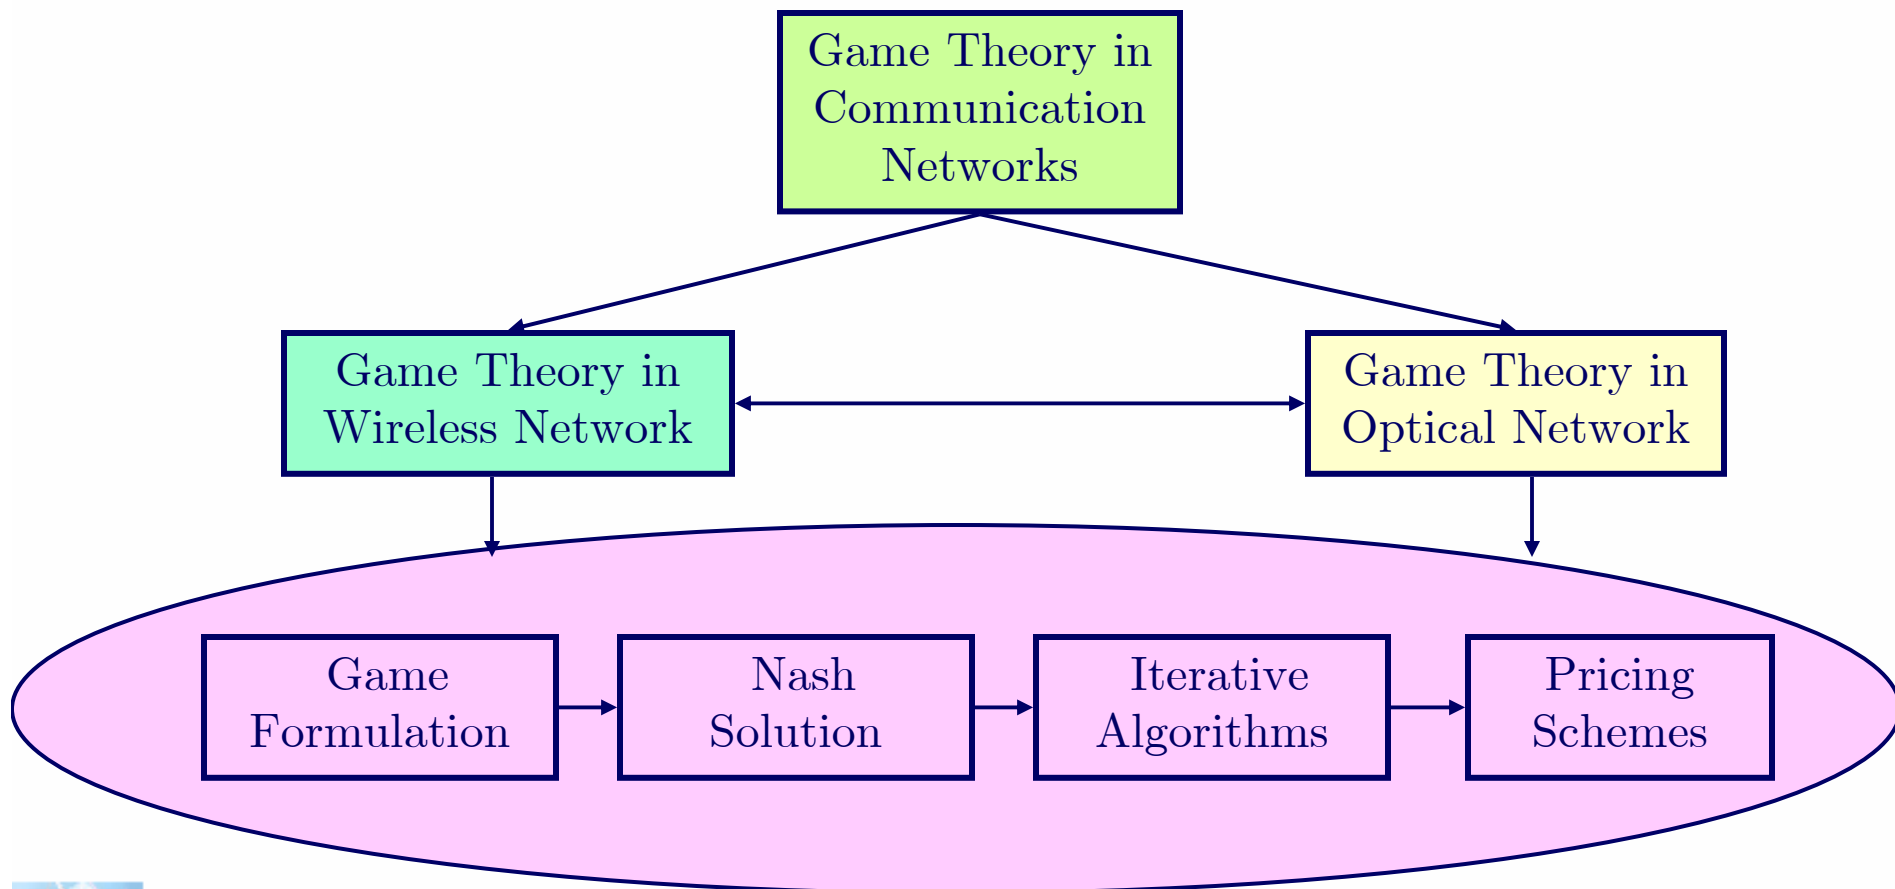 Game Theory in
Communication
Networks
Game Theory in
Wireless Network
Game Theory in
Optical Network
Game
Formulation
Nash
Solution
Iterative
Algorithms
Pricing
Schemes